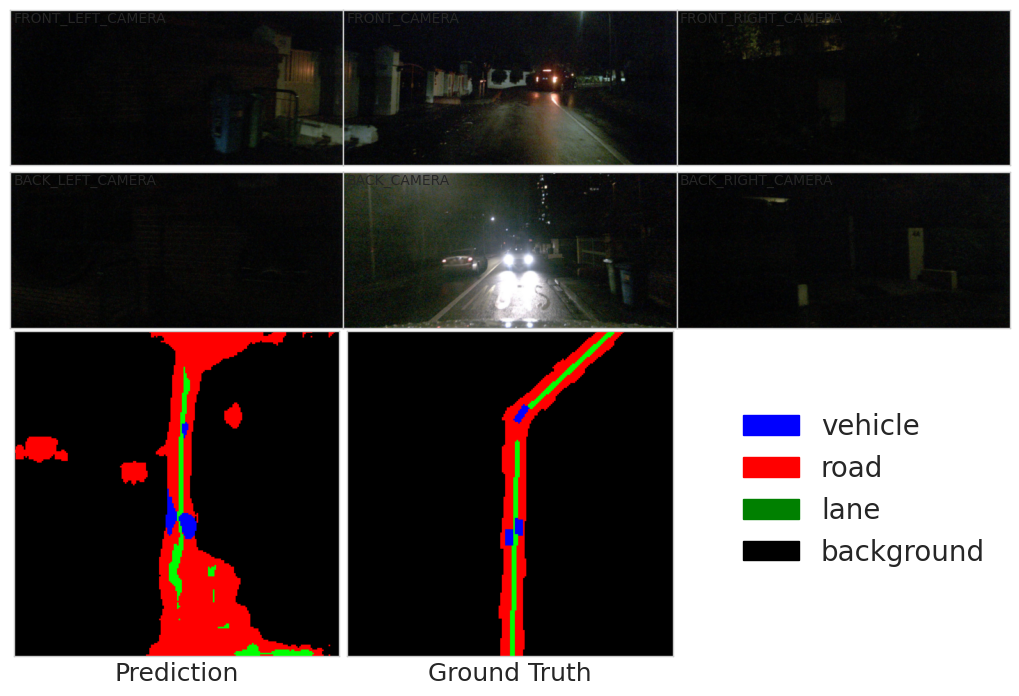 FRONT_LEFT_CAMERA
FRONT_CAMERA
FRONT_RIGHT_CAMERA
BACK_LEFT_CAMERA
BACK_CAMERA
BACK_RIGHT_CAMERA
vehicle
road
lane
background
Prediction
Ground Truth